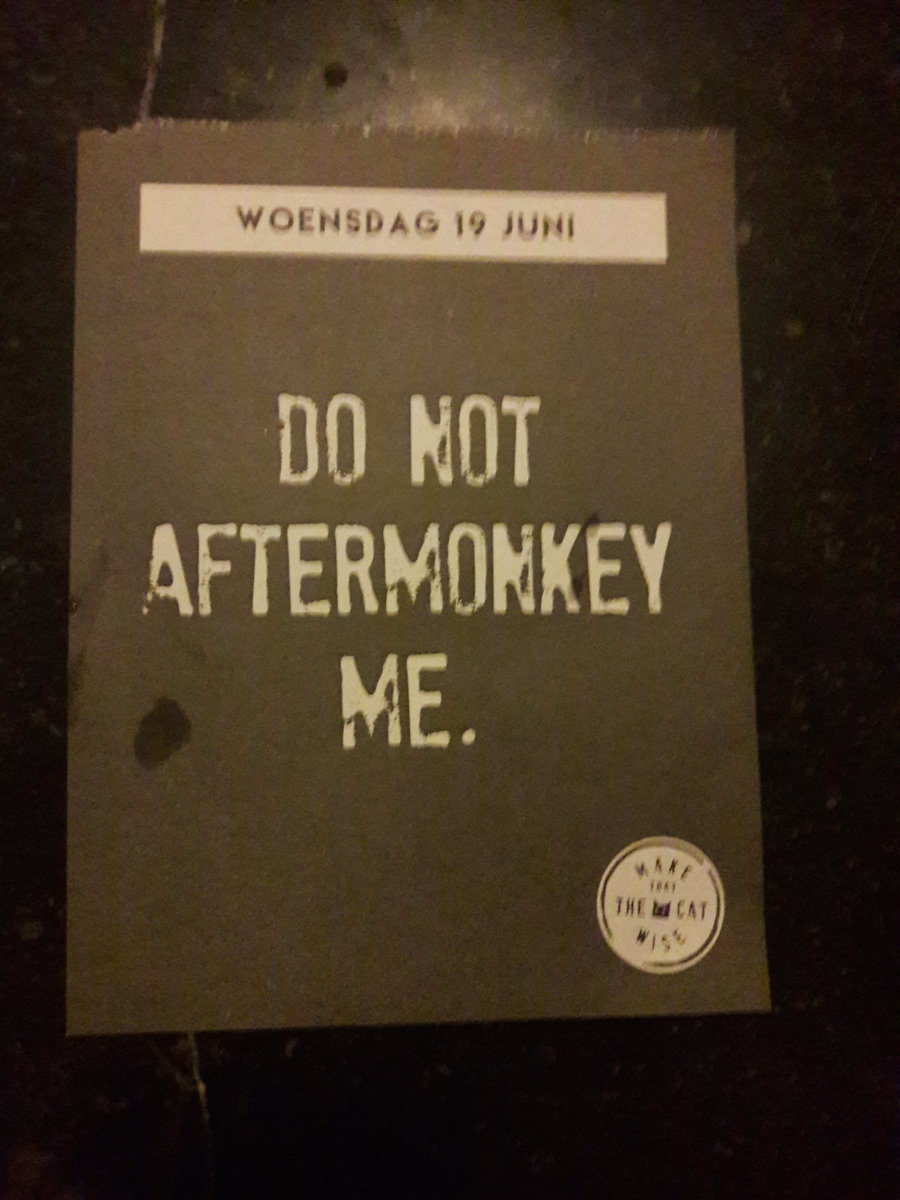 WOENSDAG 19 JUNI
DO NOT
AFTERMONKEY
ME.
MAKE
THAT
THE CAT
WISE